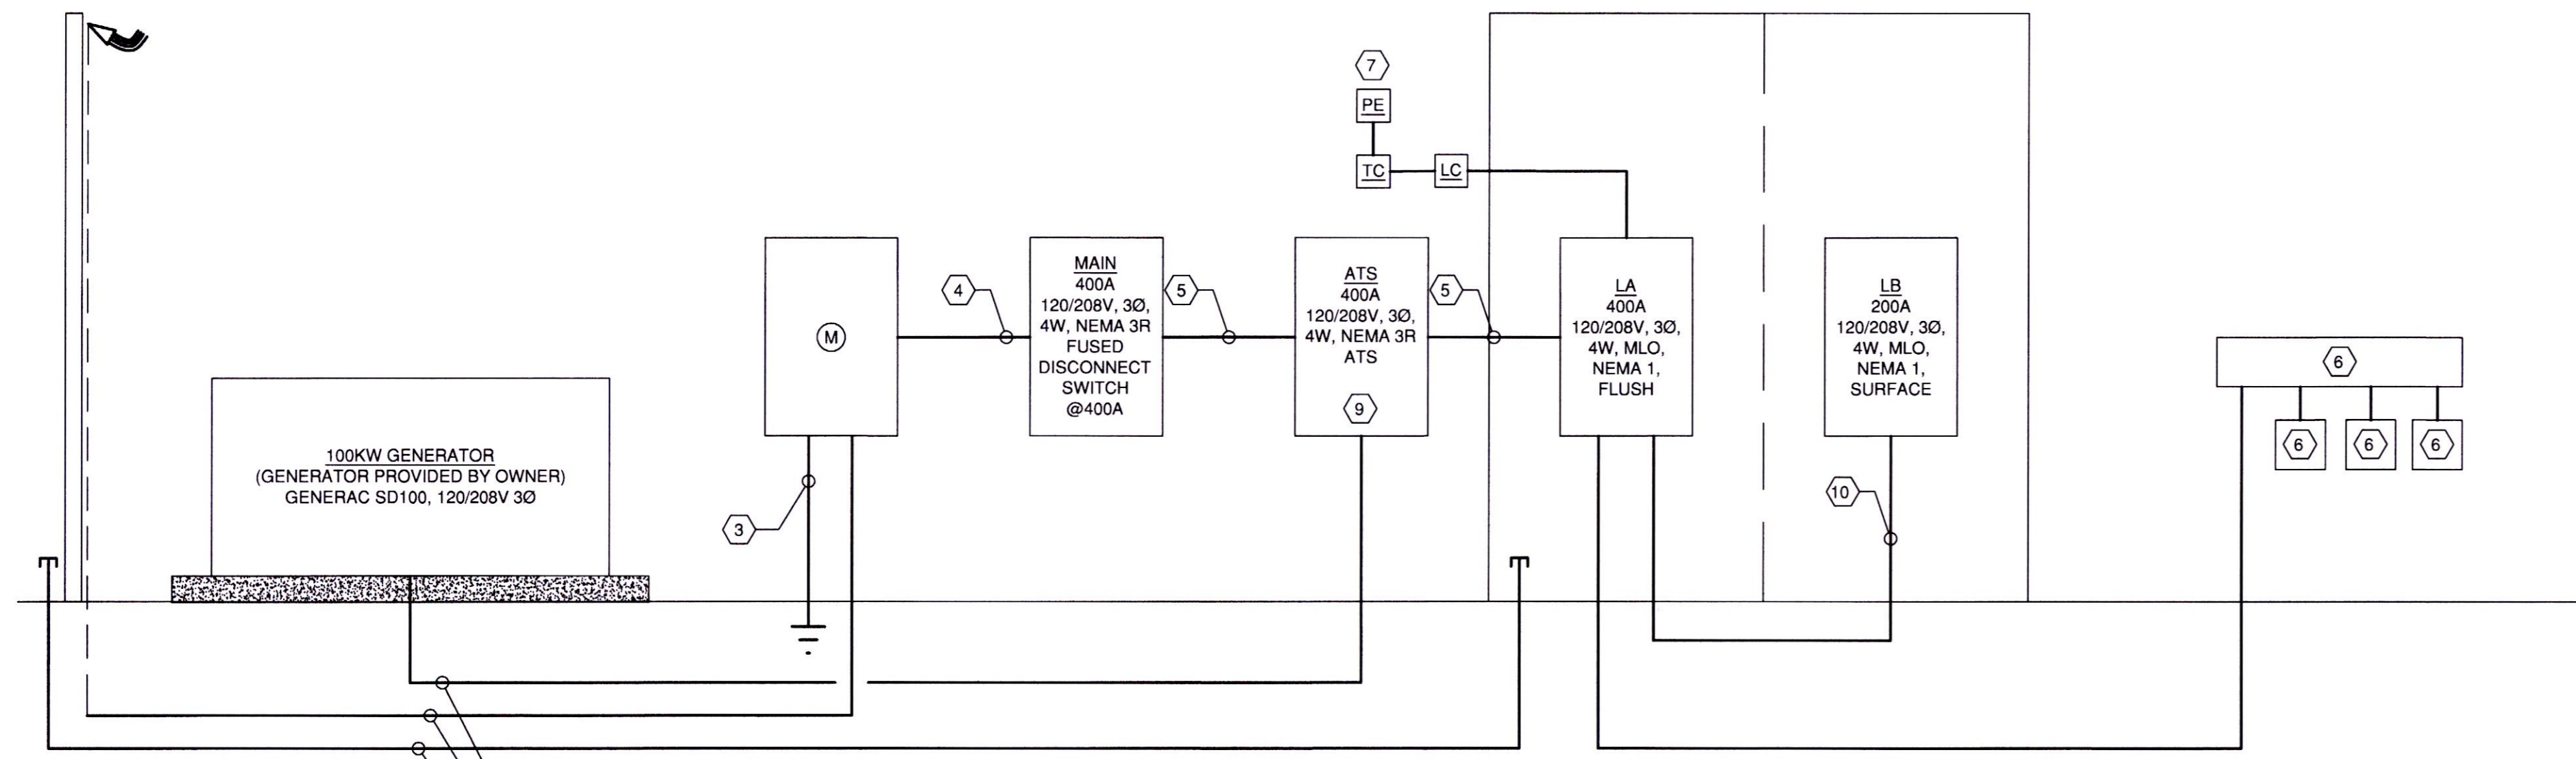 7
PE
TC
LC
100KW GENERATOR
(GENERATOR PROVIDED BY OWNER)
GENERAC SD100, 120/208V 3Ø
3
M
4
MAIN
400A
120/208V, 3Ø,
4W, NEMA 3R
FUSED
DISCONNECT
SWITCH
@400A
5
ATS
400A
120/208V, 3Ø,
4W, NEMA 3R
ATS
9
5
LA
400A
120/208V, 3Ø,
4W, MLO,
NEMA 1,
FLUSH
LB
200A
120/208V, 3Ø,
4W, MLO,
NEMA 1,
SURFACE
10
6
6
6
6